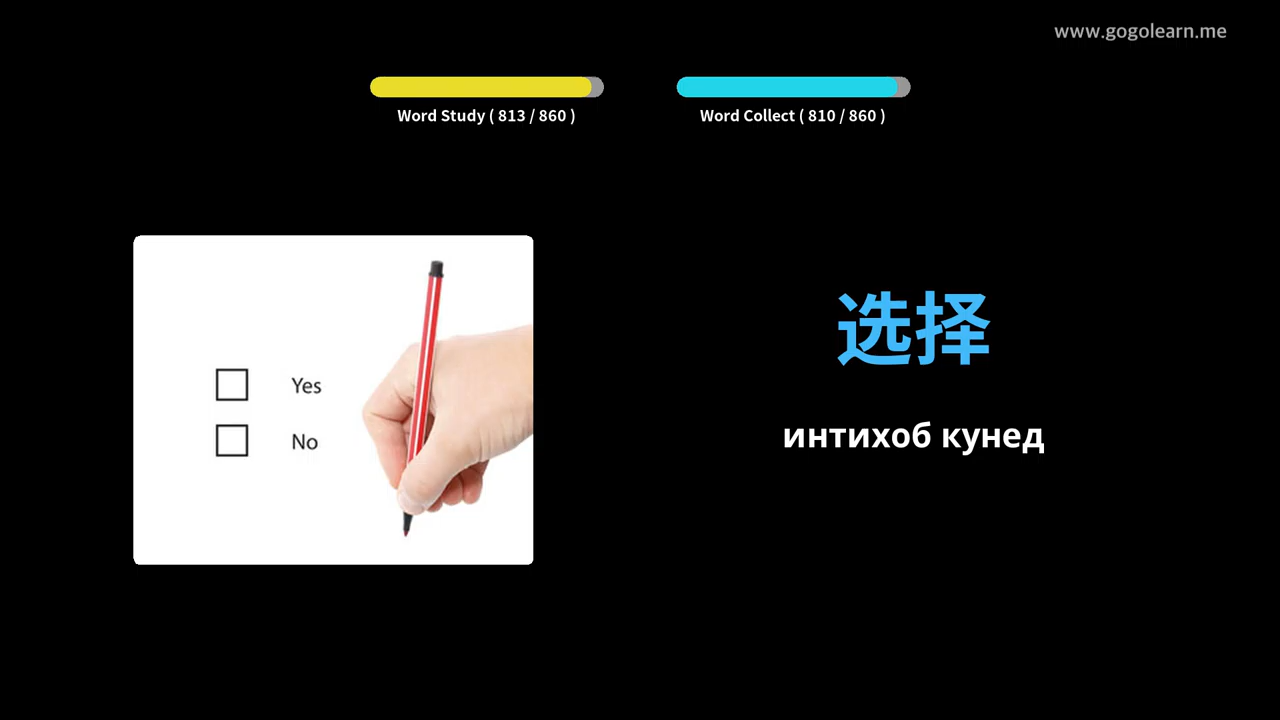 www.gogolearn.me
Word Study ( 813 / 860 )
Word Collect ( 810 / 860 )
Yes
No
选择
интихоб кунед